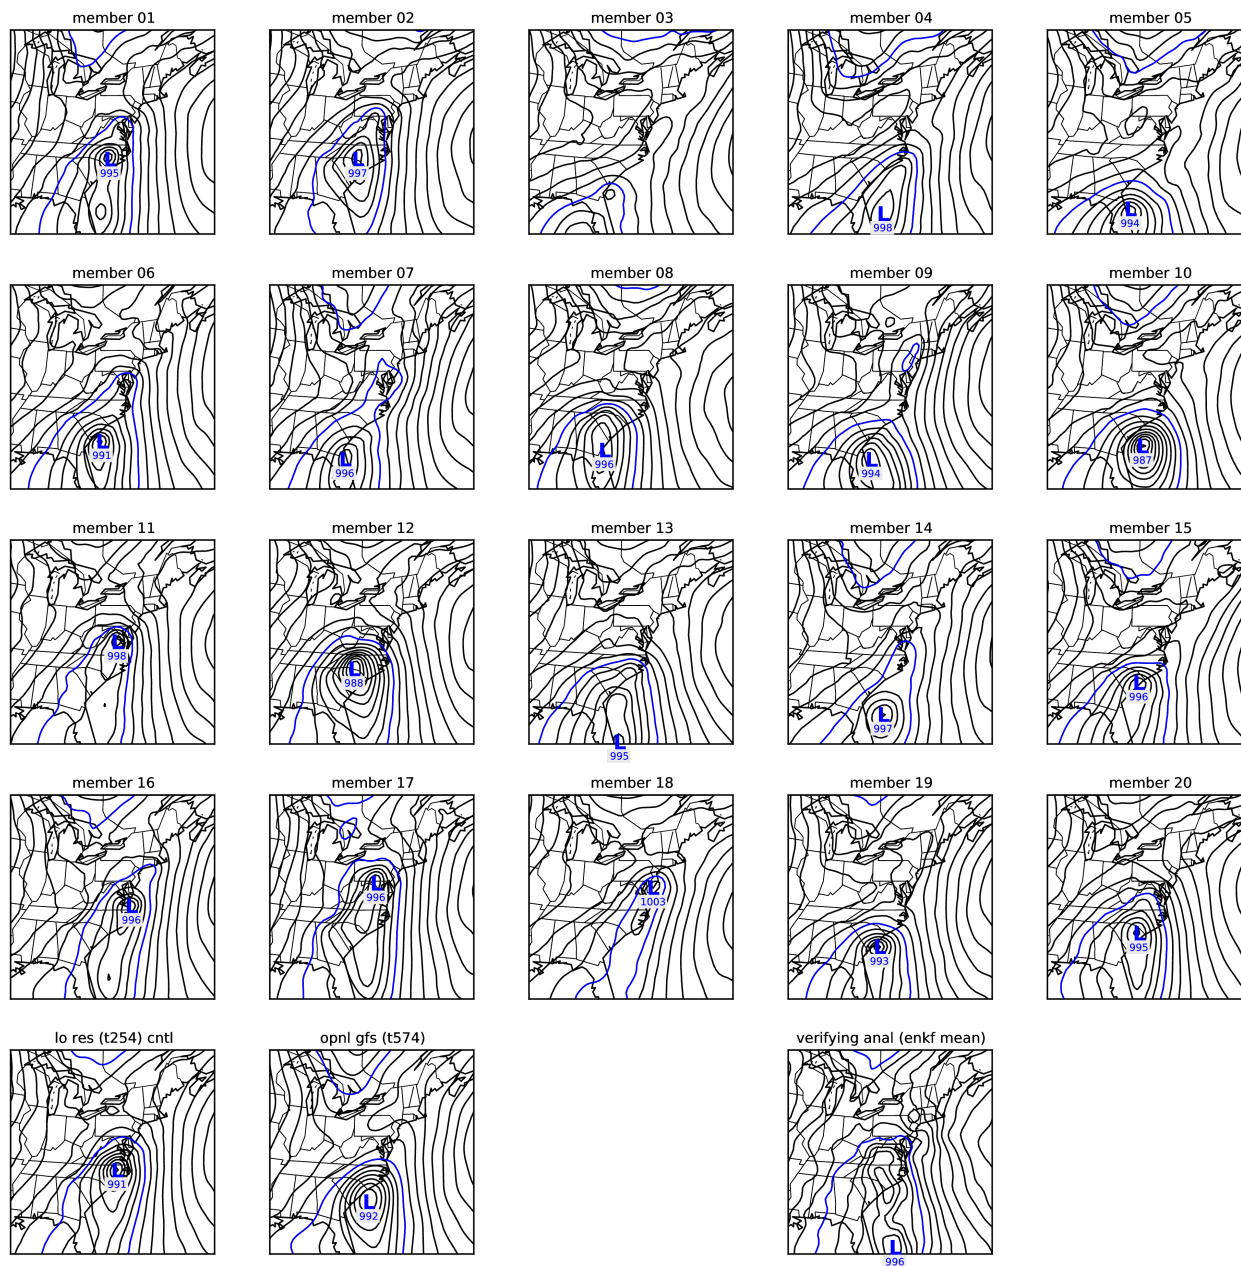 member 01
member 02
member 03
member 04
member 05
L
995
L
997
L
998
L
994
member 06
member 07
member 08
member 09
member 10
L
991
L
996
L
996
L
994
L
987
member 11
member 12
member 13
member 14
member 15
L
998
L
988
L
995
L
997
L
996
member 16
member 17
member 18
member 19
member 20
L
996
L
996
L
1003
L
993
L
995
lo res (t254) cntl
opnl gfs (t574)
verifying anal (enkf mean)
L
991
L
992
L
996